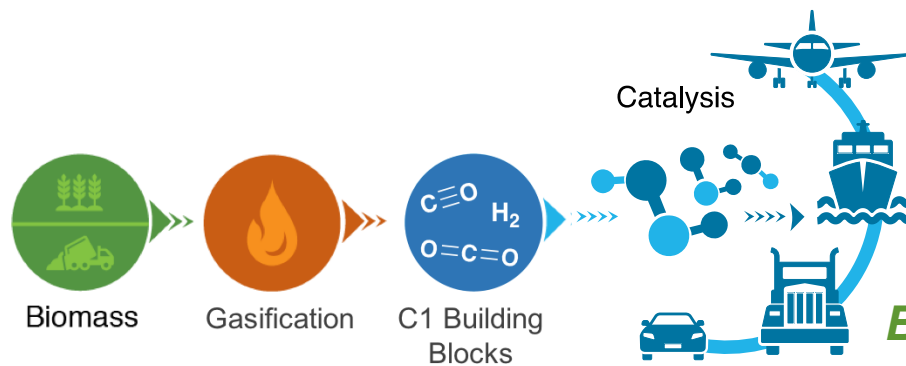 Catalysis
C≡O
H2
O=C=O
Biomass
Gasification
C1 Building
Blocks
E